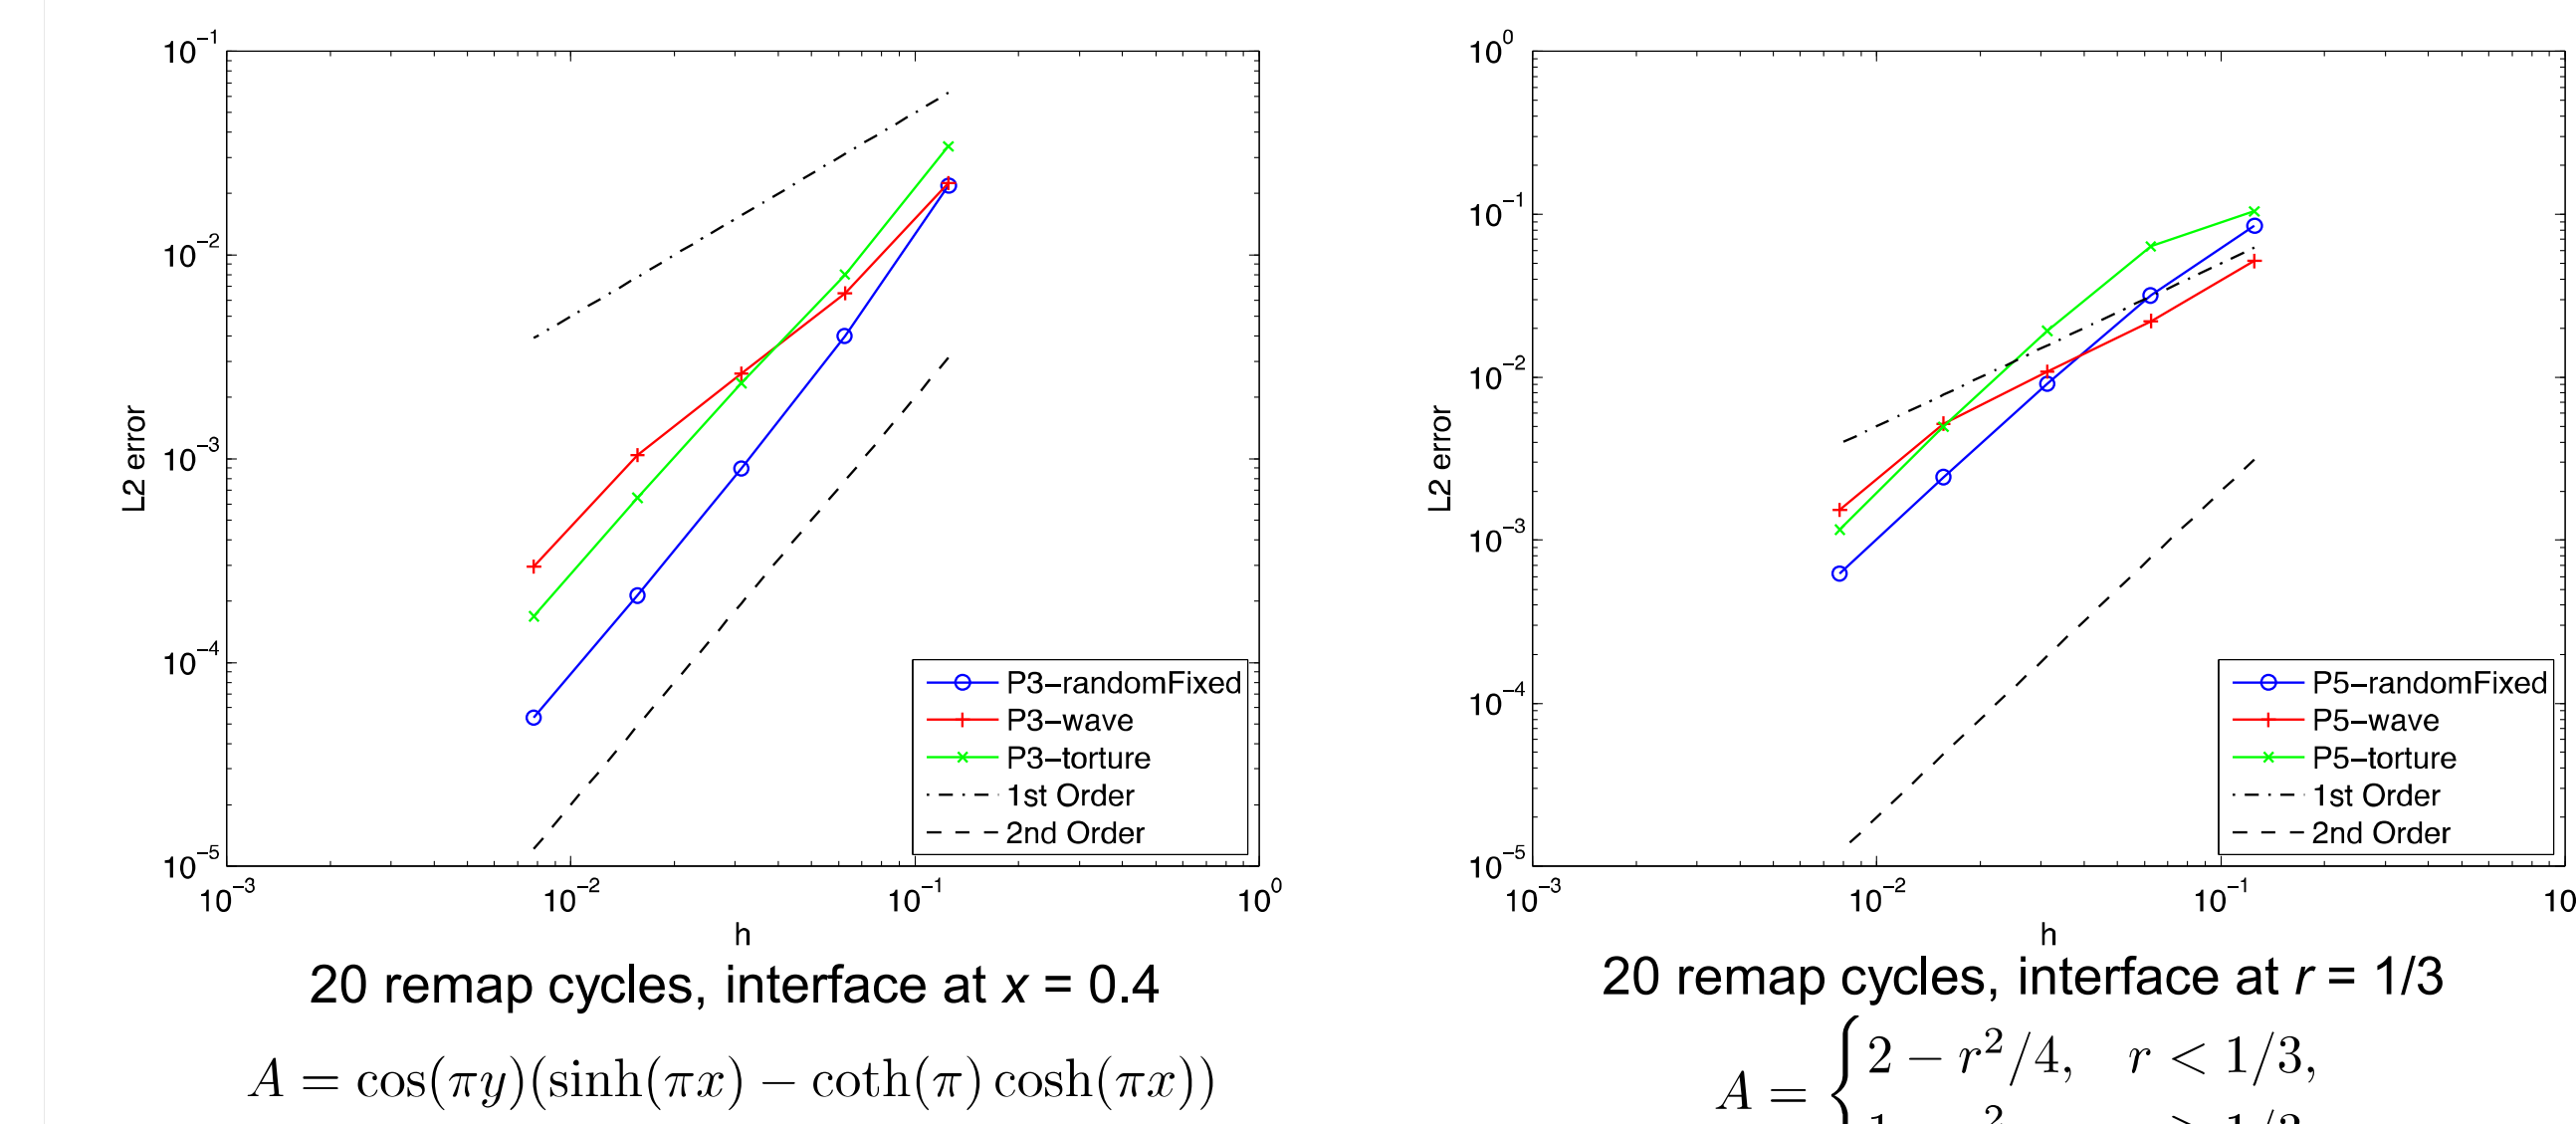 10⁻¹
10⁻²
10⁻³
10⁻⁴
10⁻⁵
L2 error
10⁻³ 10⁻² 10⁻¹ 10⁰
h
P3−randomFixed
P3−wave
P3−torture
1st Order
2nd Order
20 remap cycles, interface at x = 0.4
A = cos(πy)(sinh(πx) − coth(π) cosh(πx))
10⁰
10⁻¹
10⁻²
10⁻³
10⁻⁴
10⁻⁵
L2 error
10⁻³ 10⁻² 10⁻¹ 10
h
P5−randomFixed
P5−wave
P5−torture
1st Order
2nd Order
20 remap cycles, interface at r = 1/3
A = { 2 − r²/4, r < 1/3,